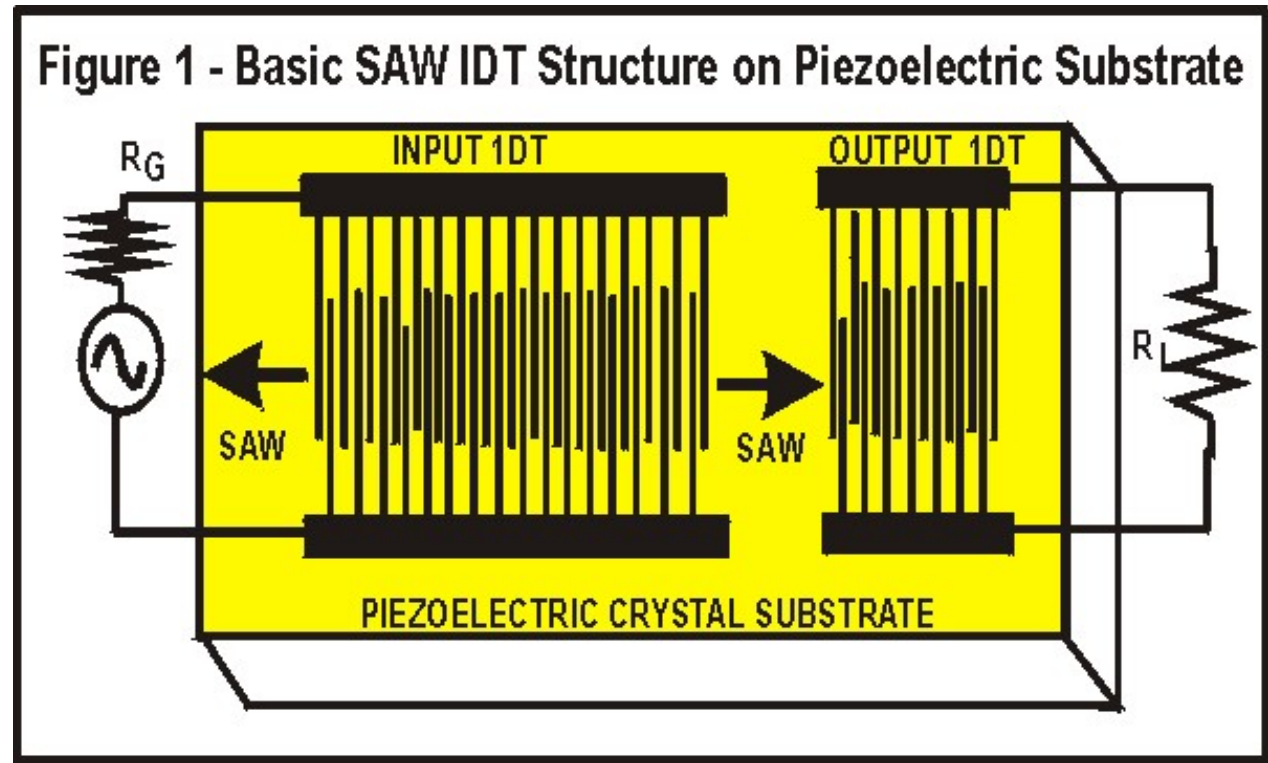 Figure 1 - Basic SAW IDT Structure on Piezoelectric Substrate
INPUT 1DT
OUTPUT 1DT
RG
RL
SAW
SAW
PIEZOELECTRIC CRYSTAL SUBSTRATE